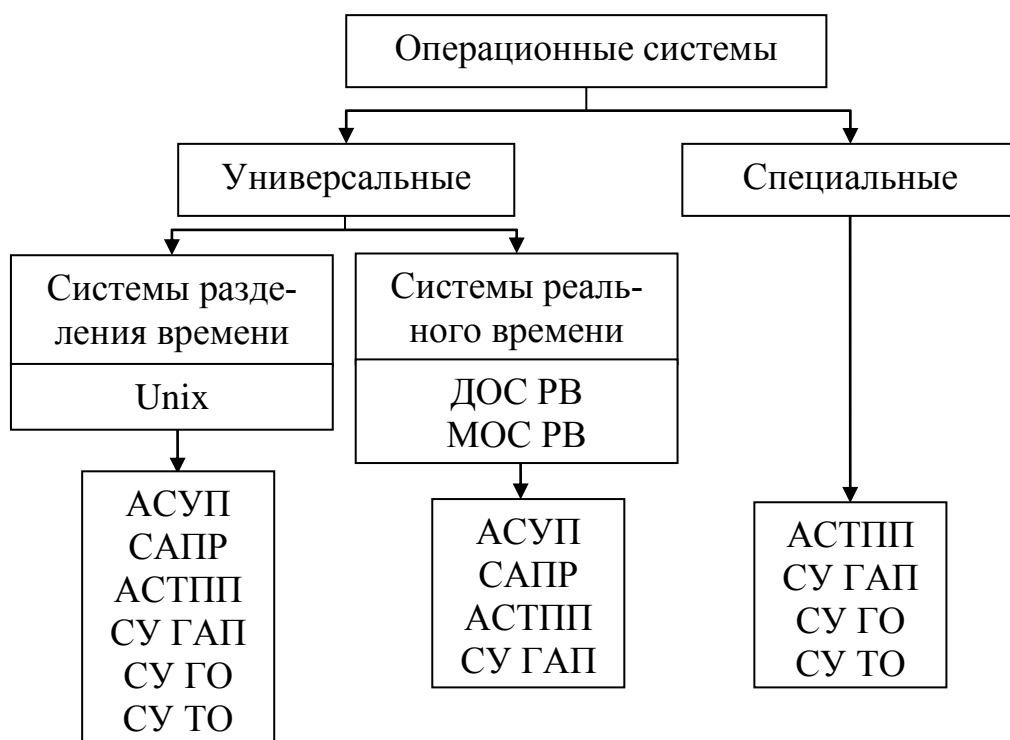 Операционные системы
Универсальные
Специальные
Системы разде-
ления времени
Unix
Системы реаль-
ного времени
ДОС РВ
МОС РВ
АСУП
САПР
АСТПП
СУ ГАП
СУ ГО
СУ ТО
АСУП
САПР
АСТПП
СУ ГАП
АСТПП
СУ ГАП
СУ ГО
СУ ТО